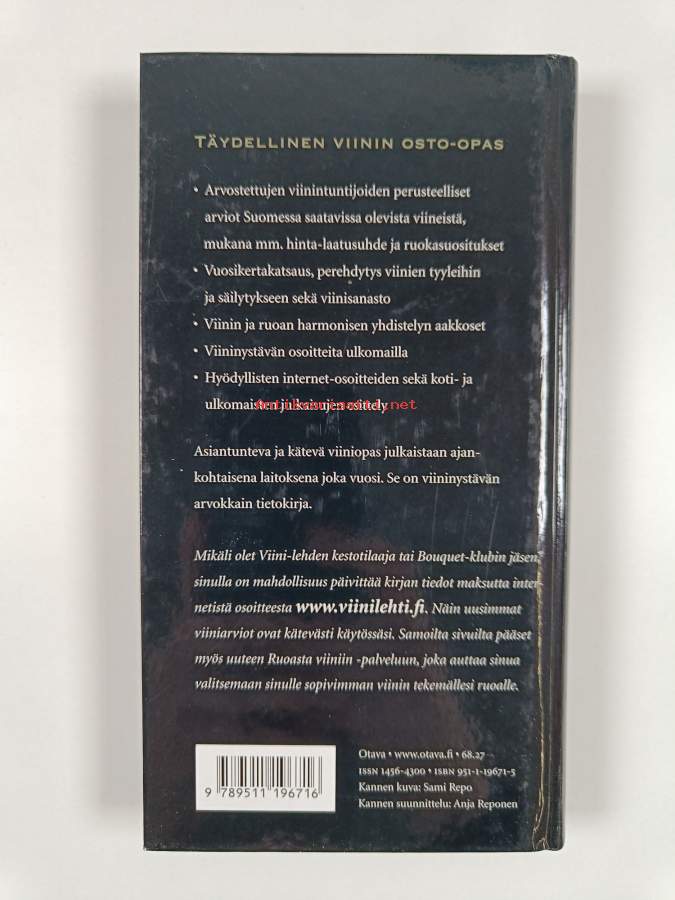 TÄYDELLINEN VIININ OSTO-OPAS
• Arvostettujen viinintuntijoiden perusteelliset
arviot Suomessa saatavissa olevista viineistä,
mukana mm. hinta-laatusuhde ja ruokasuositukset
• Vuosikertakatsaus, perehdytys viinien tyyleihin
ja säilytykseen sekä viinisanasto
• Viinin ja ruoan harmonisen yhdistelyn aakkoset
• Viininystävän osoitteita ulkomailla
• Hyödyllisten internet-osoitteiden sekä koti- ja
ulkomaisten julkaisujen esittely
Antikvariaatti.net
Asiantunteva ja kätevä viiniopas julkaistaan ajan-
kohtaisena laitoksena joka vuosi. Se on viininystävän
arvokkain tietokirja.
Mikäli olet Viini-lehden kestotilaaja tai Bouquet-klubin jäsen,
sinulla on mahdollisuus päivittää kirjan tiedot maksutta inter-
netistä osoitteesta www.viinilehti.fi. Näin uusimmat
viiniarviot ovat kätevästi käytössäsi. Samoilta sivuilta pääset
myös uuteen Ruoasta viiniin -palveluun, joka auttaa sinua
valitsemaan sinulle sopivimman viinin tekemällesi ruoalle.
Otava • www.otava.fi • 68.27
ISSN 1456-4300 • ISBN 951-1-19671-5
Kannen kuva: Sami Repo
Kannen suunnittelu: Anja Reponen
9 789511 196716